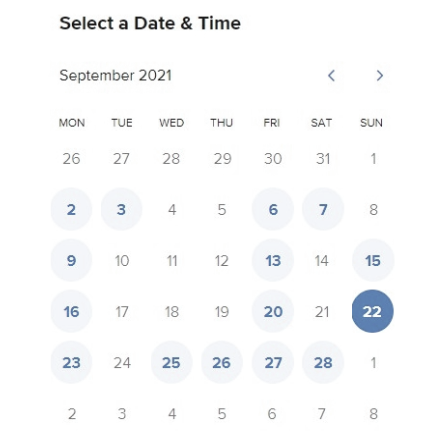 Select a Date & Time
September 2021
MON TUE WED THU FRI SAT SUN
26 27 28 29 30 31 1
2 3 4 5 6 7 8
9 10 11 12 13 14 15
16 17 18 19 20 21 22
23 24 25 26 27 28 1
2 3 4 5 6 7 8